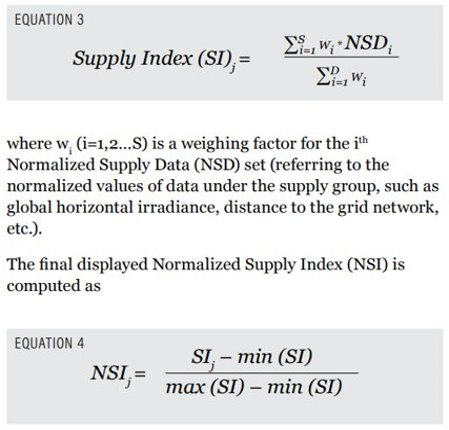 EQUATION 3
Supply Index (SI)j = ∑ᔆi=1 wi * NSDi / ∑ᴰi=1 wi
where wi (i=1,2...S) is a weighing factor for the ith
Normalized Supply Data (NSD) set (referring to the
normalized values of data under the supply group, such as
global horizontal irradiance, distance to the grid network,
etc.).
The final displayed Normalized Supply Index (NSI) is
computed as
EQUATION 4
NSIj = SIj – min (SI) / max (SI) – min (SI)